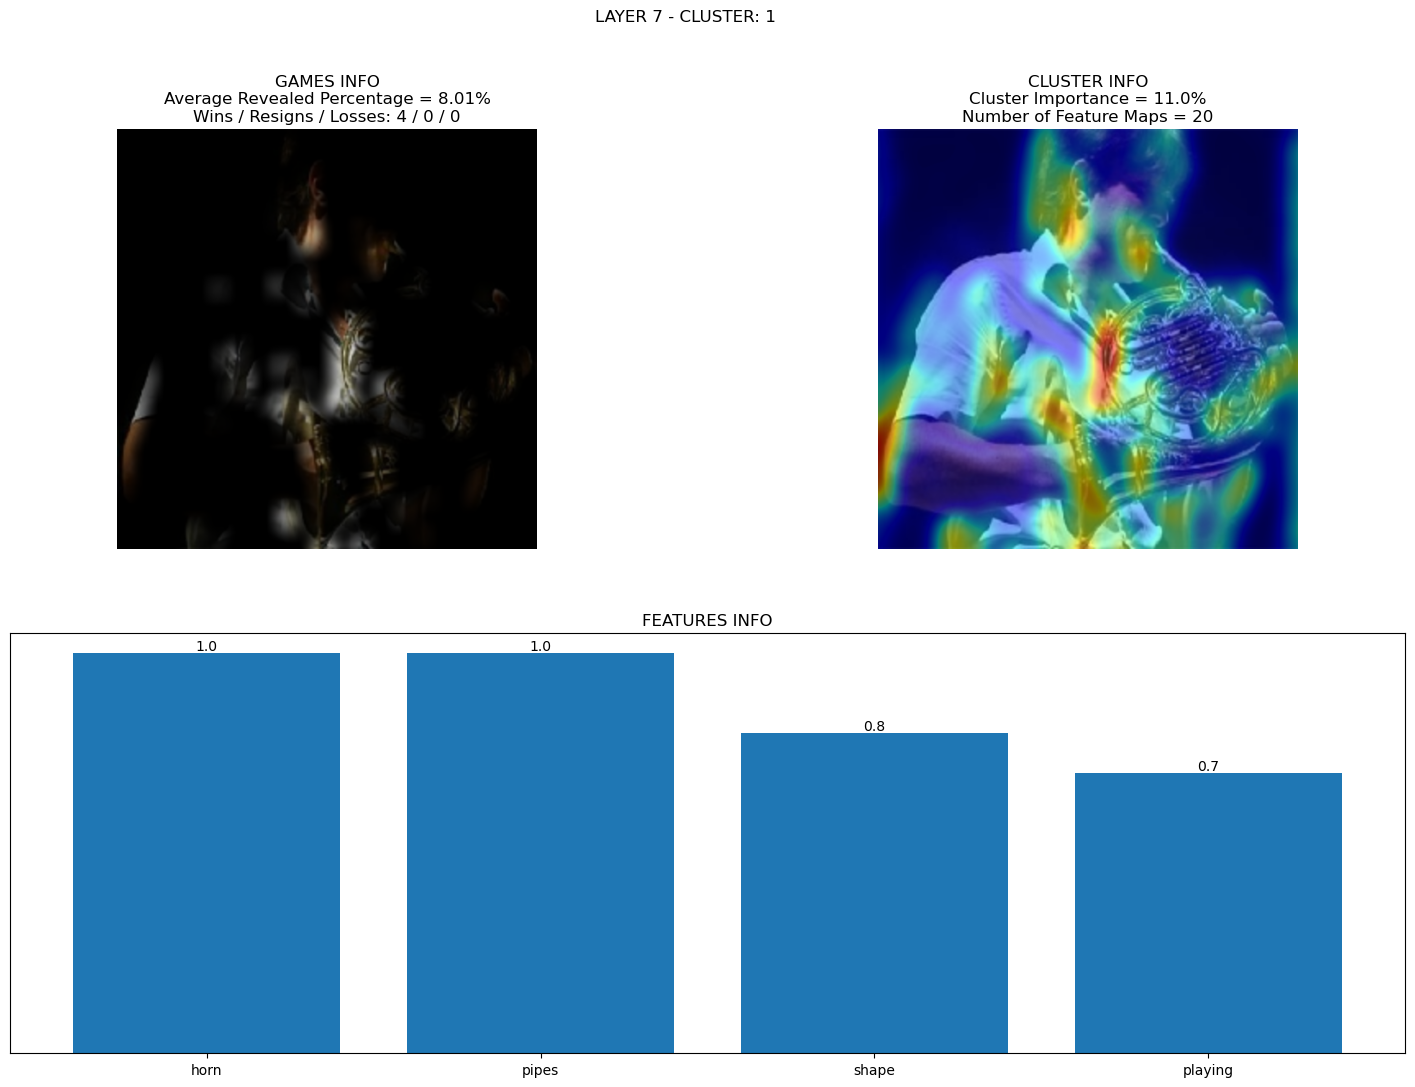 LAYER 7 - CLUSTER: 1
GAMES INFO
Average Revealed Percentage = 8.01%
Wins / Resigns / Losses: 4 / 0 / 0
CLUSTER INFO
Cluster Importance = 11.0%
Number of Feature Maps = 20
FEATURES INFO
1.0
1.0
0.8
0.7
horn
pipes
shape
playing